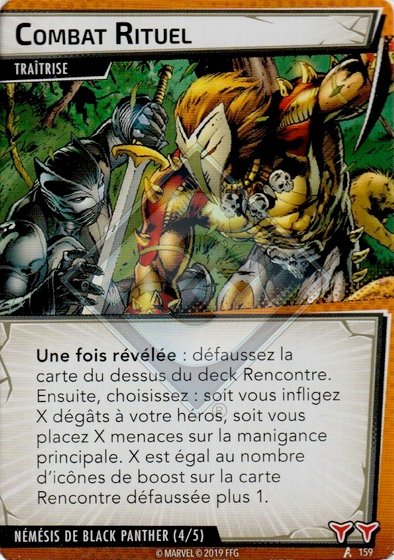 COMBAT RITUEL
TRAÎTRISE
Une fois révélée : défaussez la
carte du dessus du deck Rencontre.
Ensuite, choisissez : soit vous infligez
X dégâts à votre héros, soit vous
placez X menaces sur la manigance
principale. X est égal au nombre
d'icônes de boost sur la carte
Rencontre défaussée plus 1.
®
NÉMÉSIS DE BLACK PANTHER (4/5)
© MARVEL © 2019 FFG
159